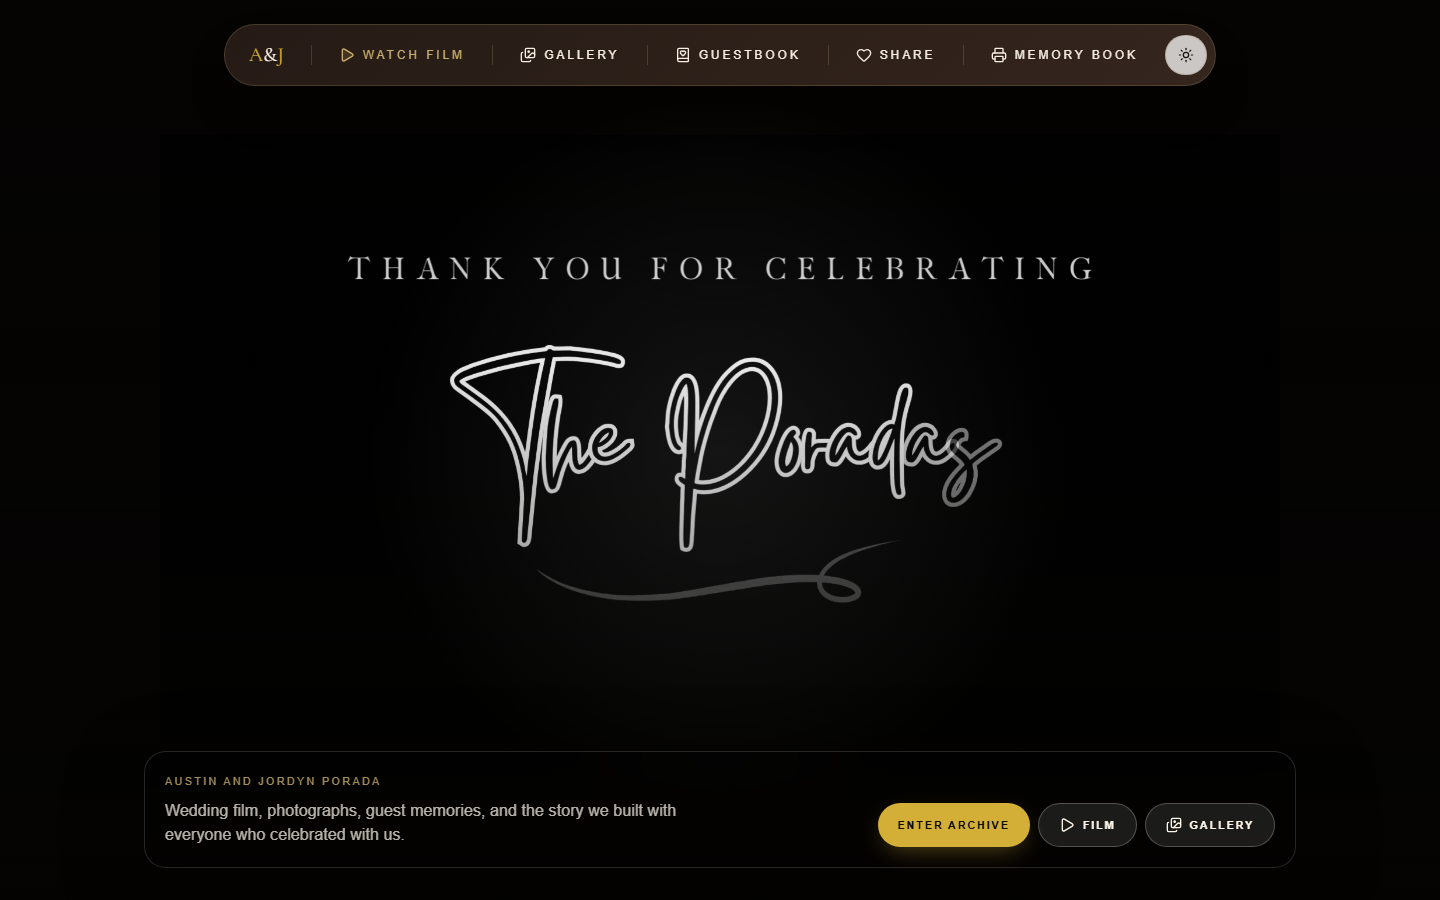 A&J
WATCH FILM
GALLERY
GUESTBOOK
SHARE
MEMORY BOOK
THANK YOU FOR CELEBRATING
The Poradas
AUSTIN AND JORDYN PORADA
Wedding film, photographs, guest memories, and the story we built with
everyone who celebrated with us.
ENTER ARCHIVE
FILM
GALLERY